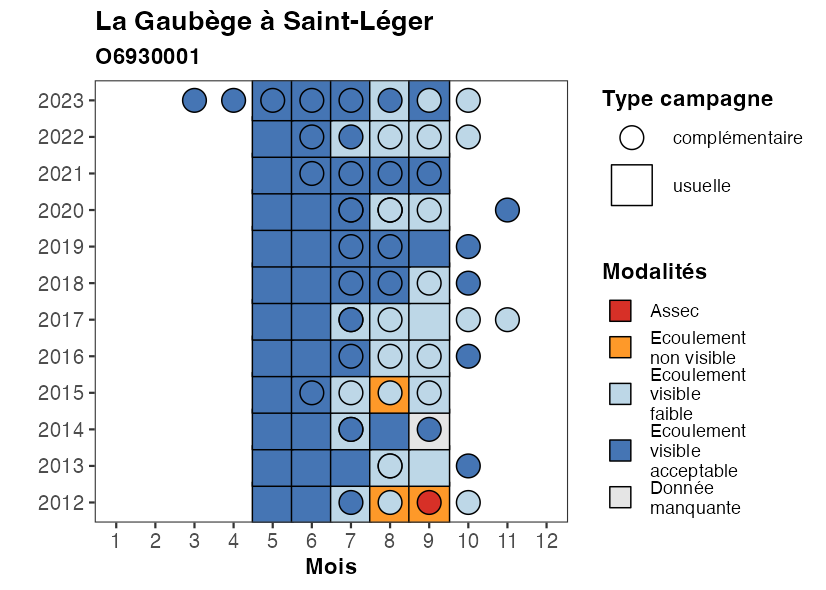 La Gaubège à Saint-Léger
O6930001
2023
2022
2021
2020
2019
2018
2017
2016
2015
2014
2013
2012
1 2 3 4 5 6 7 8 9 10 11 12
Mois
Type campagne
complémentaire
usuelle
Modalités
Assec
Ecoulement
non visible
Ecoulement
visible
faible
Ecoulement
visible
acceptable
Donnée
manquante